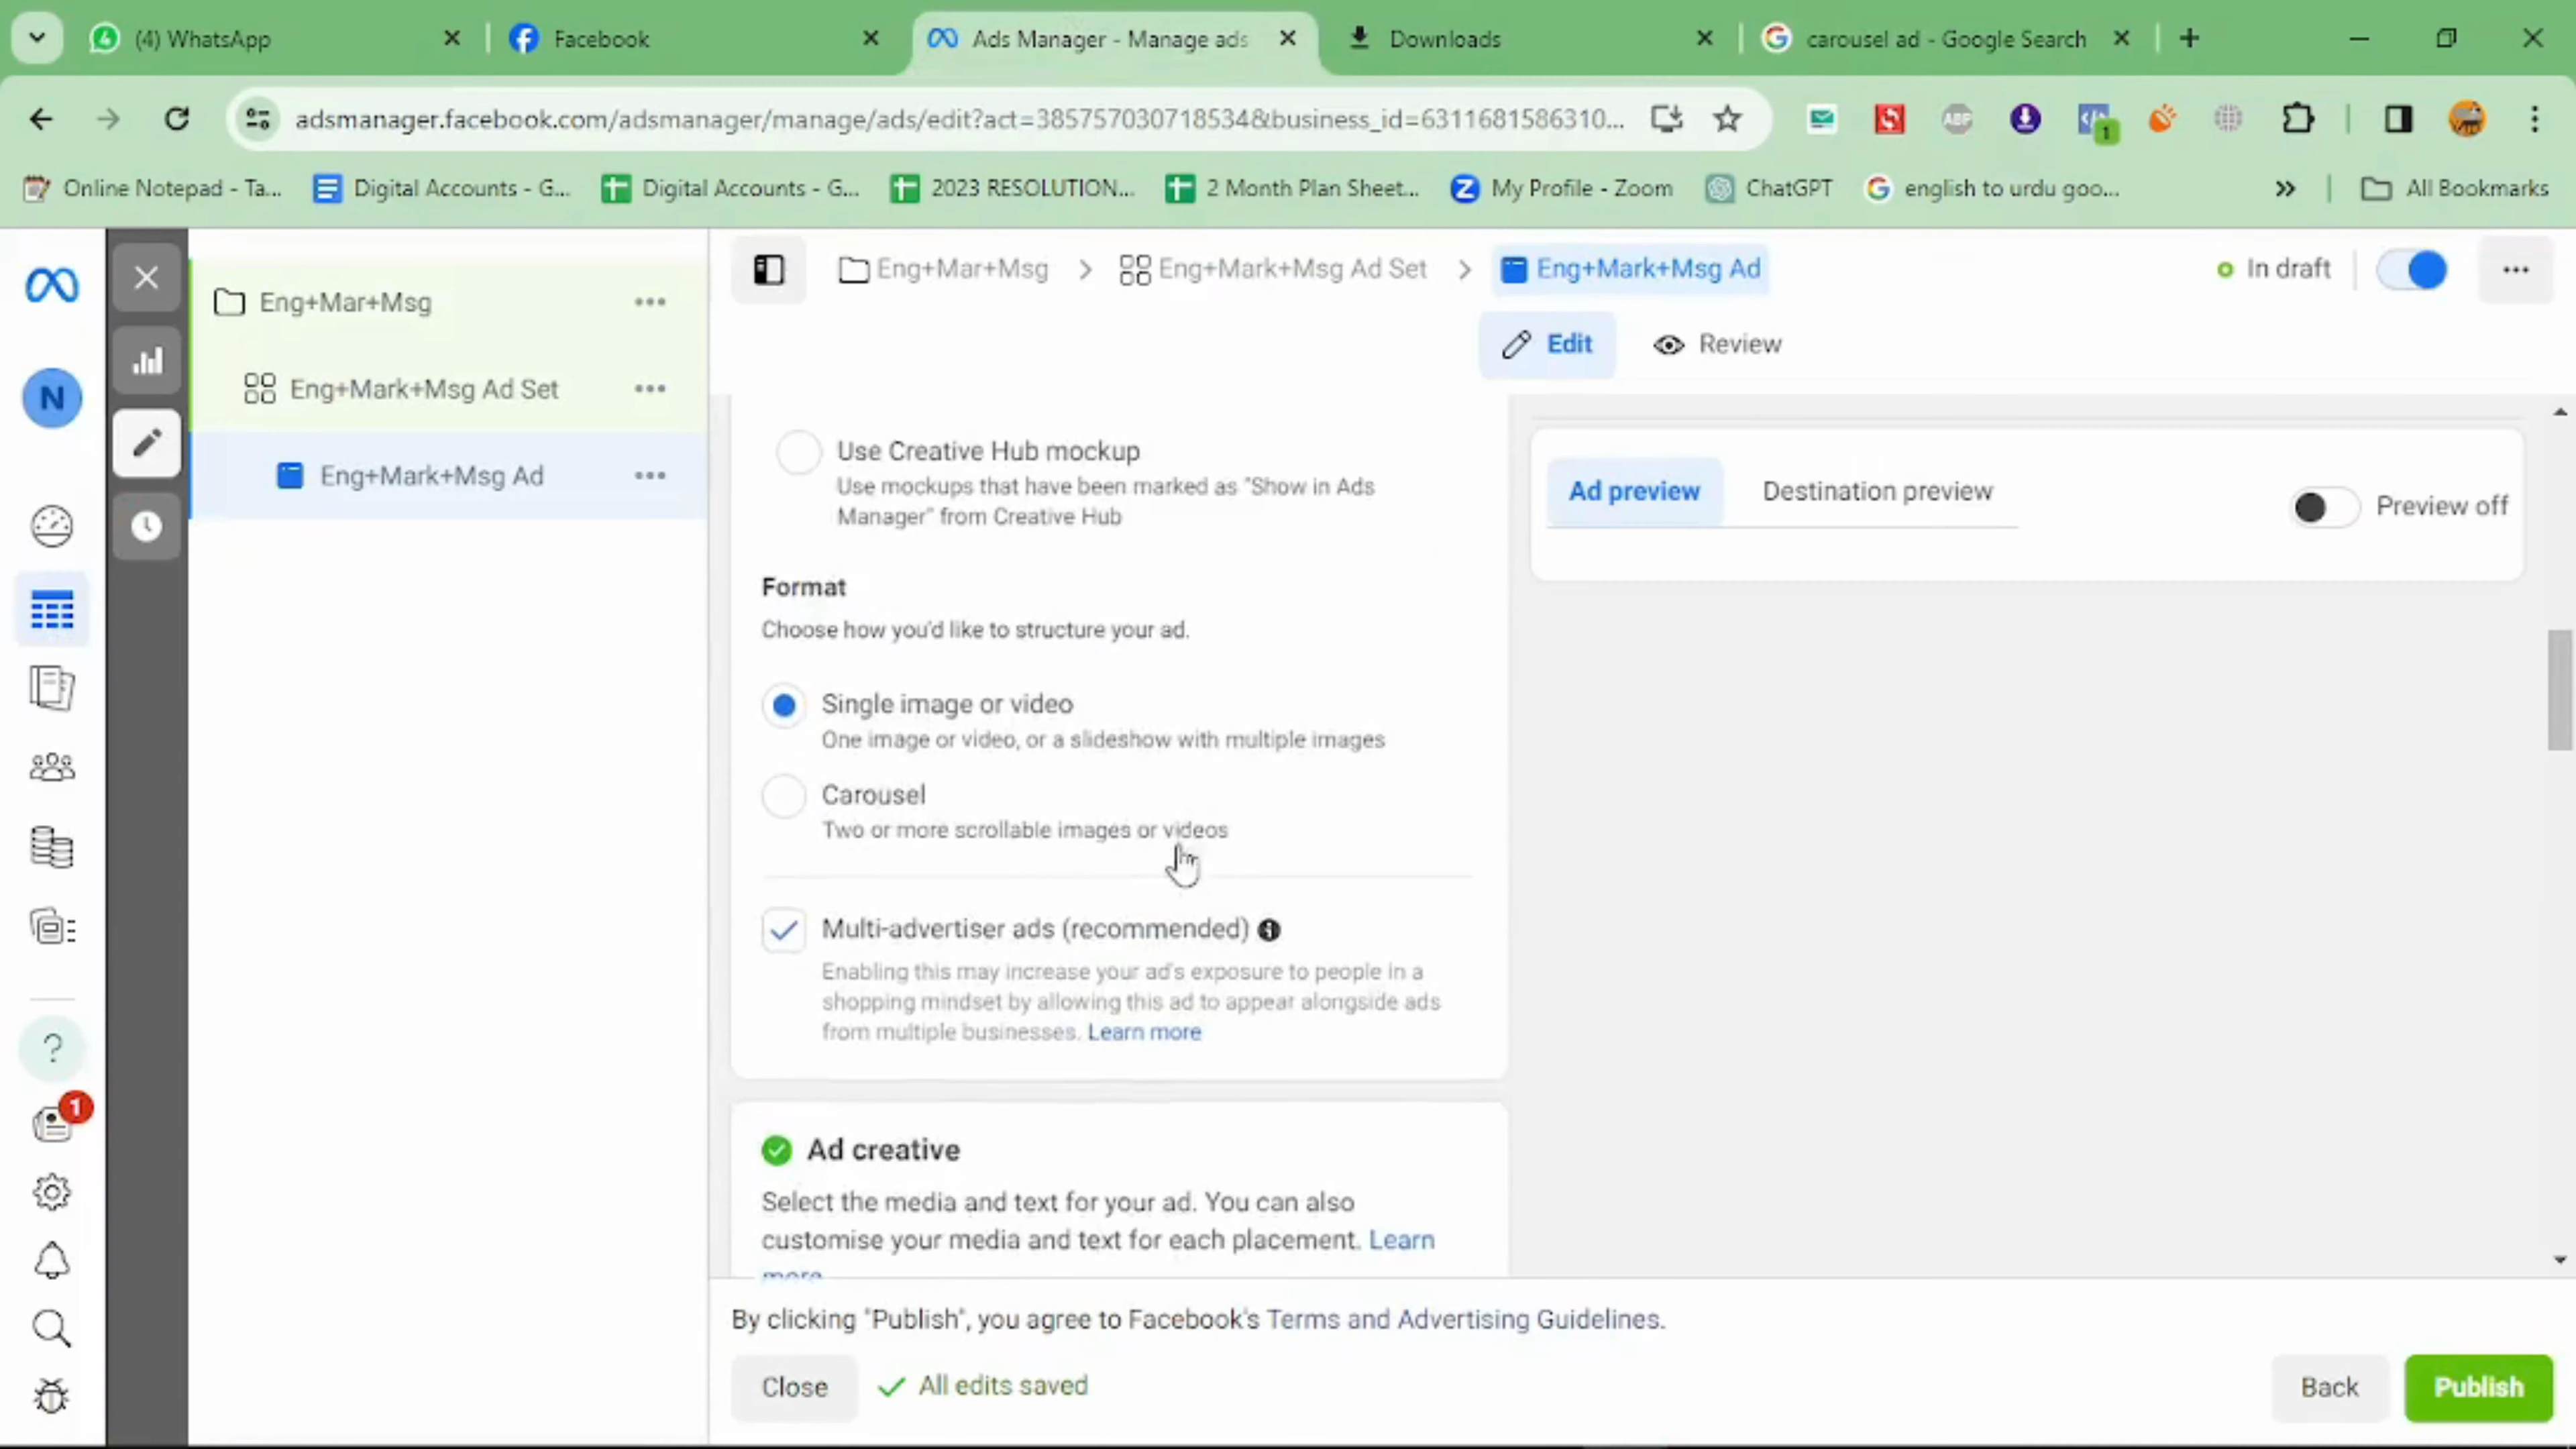 (4) WhatsApp
Facebook
Ads Manager - Manage ads
Downloads
carousel ad - Google Search
adsmanager.facebook.com/adsmanager/manage/ads/edit?act=3857570307185348&business_id=6311681586310...
ABP
1
Online Notepad - Ta...
Digital Accounts - G...
Digital Accounts - G...
2023 RESOLUTION...
2 Month Plan Sheet...
My Profile - Zoom
ChatGPT
english to urdu goo...
All Bookmarks
N
Eng+Mar+Msg
Eng+Mark+Msg Ad Set
Eng+Mark+Msg Ad
Eng+Mar+Msg
Eng+Mark+Msg Ad Set
Eng+Mark+Msg Ad
In draft
Edit
Review
Use Creative Hub mockup
Use mockups that have been marked as "Show in Ads
Manager" from Creative Hub
Format
Choose how you'd like to structure your ad.
Single image or video
One image or video, or a slideshow with multiple images
Carousel
Two or more scrollable images or videos
Multi-advertiser ads (recommended)
Enabling this may increase your ad's exposure to people in a
shopping mindset by allowing this ad to appear alongside ads
from multiple businesses. Learn more
Ad creative
Select the media and text for your ad. You can also
customise your media and text for each placement. Learn
more
Ad preview
Destination preview
Preview off
1
By clicking "Publish", you agree to Facebook's Terms and Advertising Guidelines.
Close
All edits saved
Back
Publish